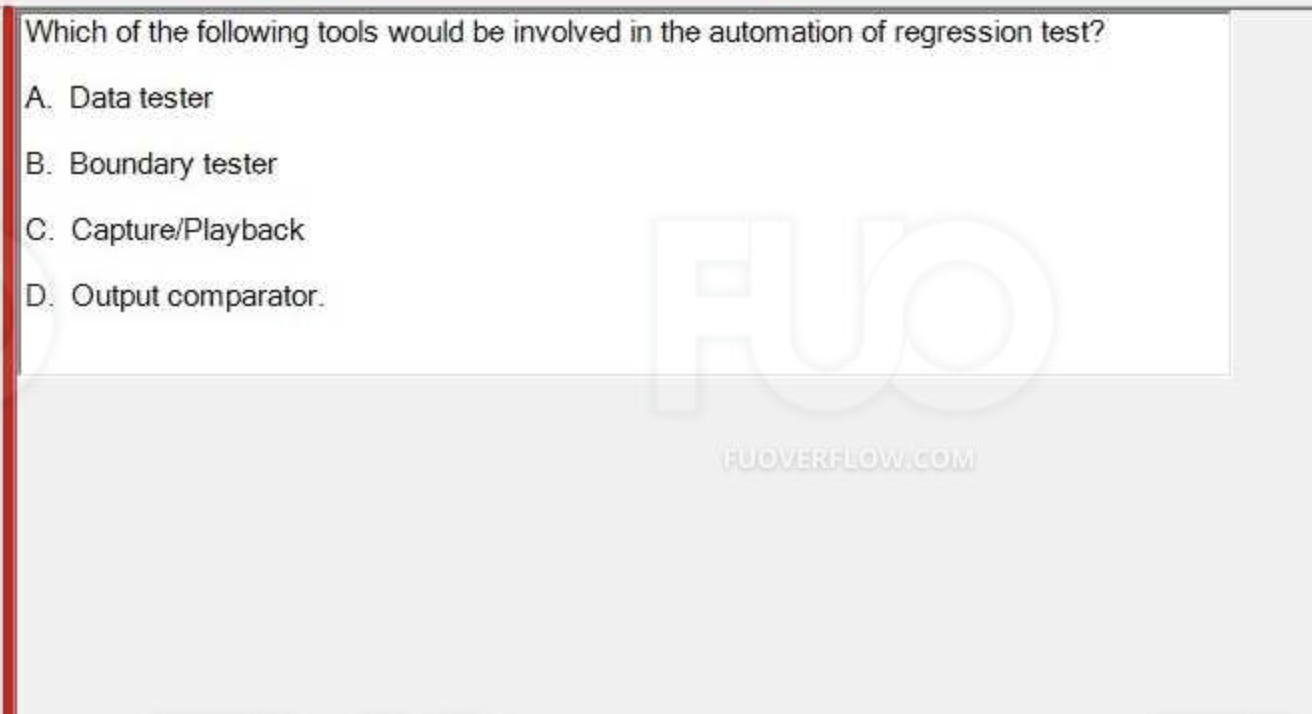 Which of the following tools would be involved in the automation of regression test?
A. Data tester
B. Boundary tester
C. Capture/Playback
D. Output comparator.
FUO
FUOVERFLOW.COM